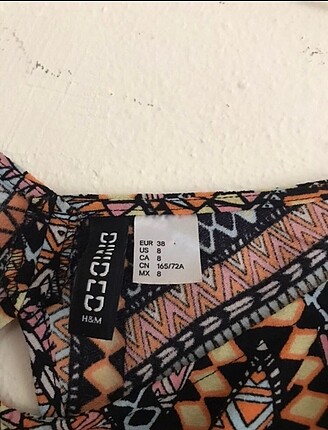 DIVIDED
H&M
EUR 38
US 8
CA 8
CN 165/72A
MX 8